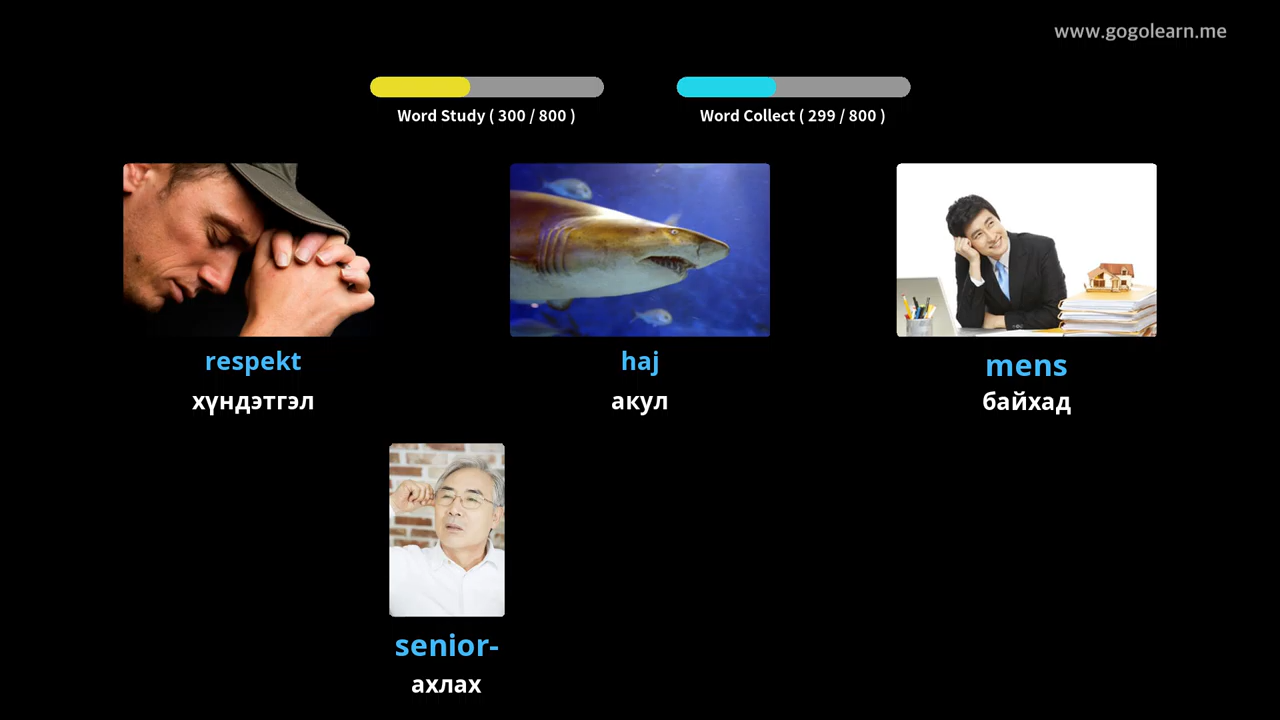 www.gogolearn.me
Word Study ( 300 / 800 )
Word Collect ( 299 / 800 )
respekt
хүндэтгэл
haj
акул
mens
байхад
senior-
ахлах